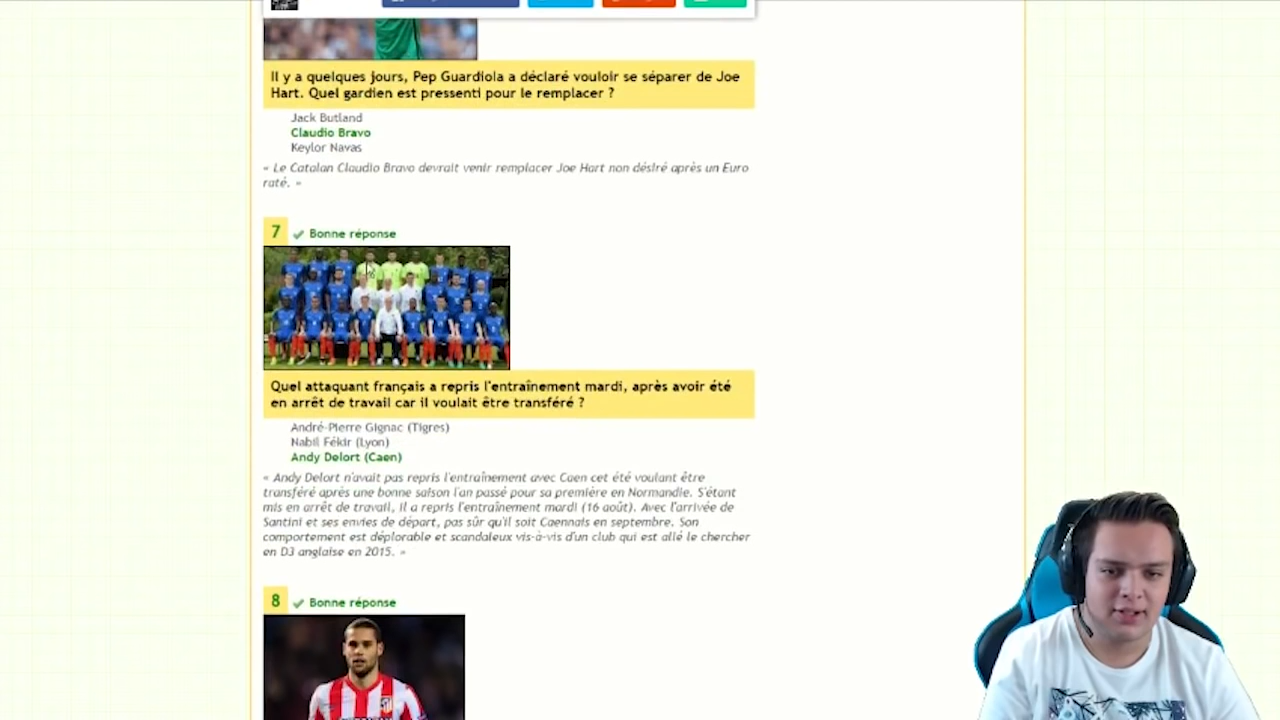 Il y a quelques jours, Pep Guardiola a déclaré vouloir se séparer de Joe
Hart. Quel gardien est pressenti pour le remplacer ?
Jack Butland
Claudio Bravo
Keylor Navas
« Le Catalan Claudio Bravo devrait venir remplacer Joe Hart non désiré après un Euro
raté. »
7 Bonne réponse
Quel attaquant français a repris l'entraînement mardi, après avoir été
en arrêt de travail car il voulait être transféré ?
André-Pierre Gignac (Tigres)
Nabil Fékir (Lyon)
Andy Delort (Caen)
« Andy Delort n'avait pas repris l'entraînement avec Caen cet été voulant être
transféré après une bonne saison l'an passé pour sa première en Normandie. S'étant
mis en arrêt de travail, il a repris l'entraînement mardi (16 août). Avec l'arrivée de
Santini et ses envies de départ, pas sûr qu'il soit Caennais en septembre. Son
comportement est déplorable et scandaleux vis-à-vis d'un club qui est allé le chercher
en D3 anglaise en 2015. »
8 Bonne réponse